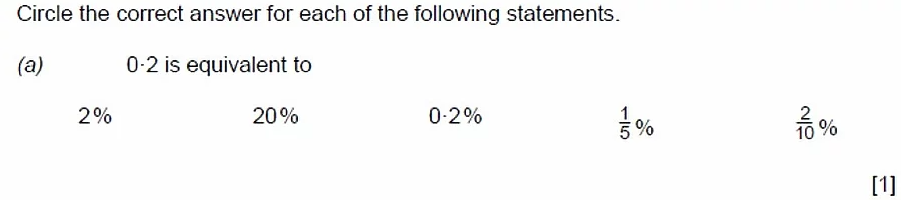 Circle the correct answer for each of the following statements.
(a) 0·2 is equivalent to
2% 20% 0·2% 1/5 % 2/10 %
[1]